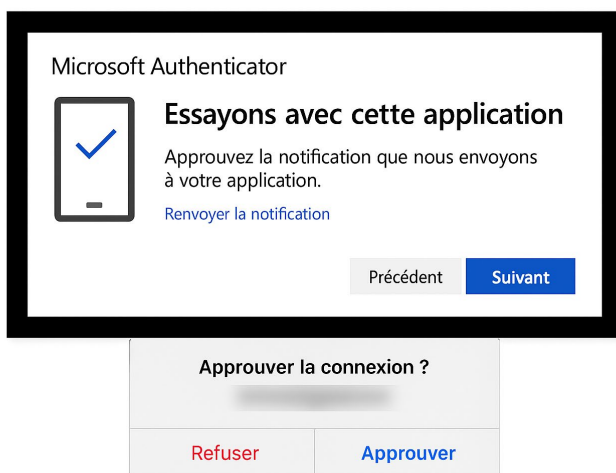 Microsoft Authenticator
Essayons avec cette application
Approuvez la notification que nous envoyons
à votre application.
Renvoyer la notification
Précédent
Suivant
Approuver la connexion ?
Refuser
Approuver